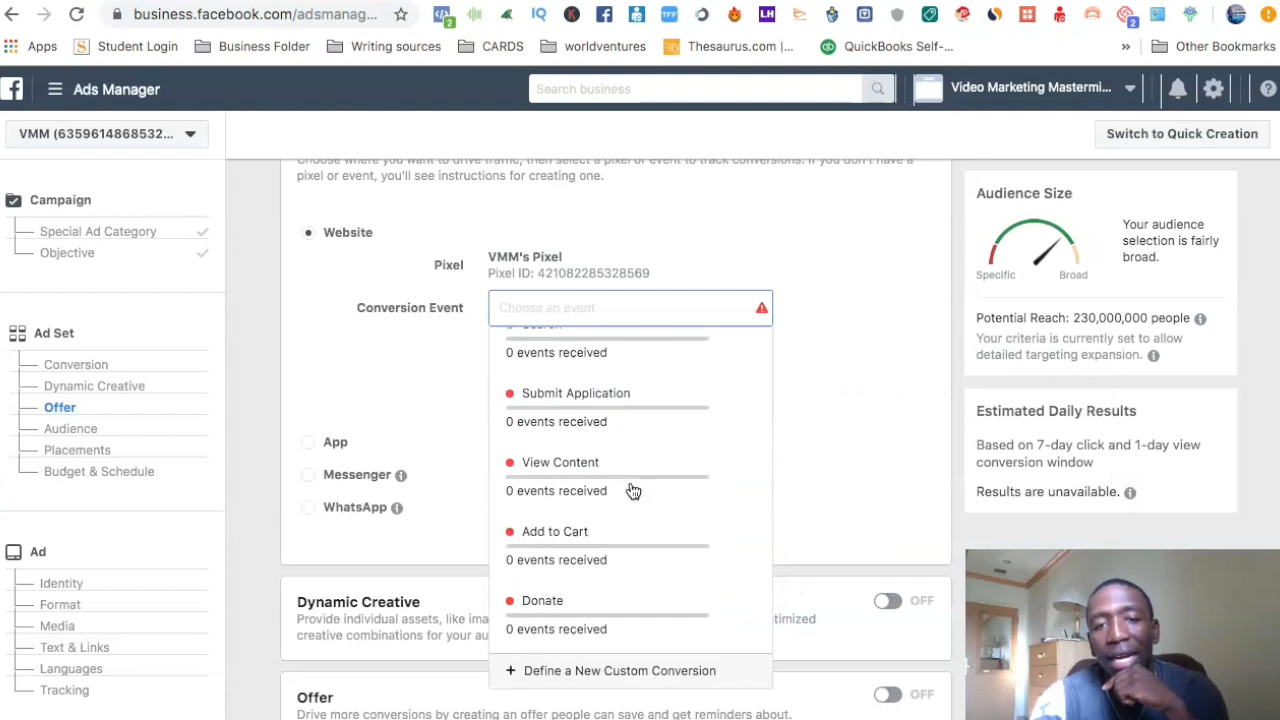 business.facebook.com/adsmanag...
2
IQ
K
TFF
LH
2
Apps
Student Login
Business Folder
Writing sources
CARDS
worldventures
Thesaurus.com |...
QuickBooks Self-...
»
Other Bookmarks
Ads Manager
Search business
Video Marketing Mastermi...
VMM (6359614868532...
Switch to Quick Creation
Choose where you want to drive traffic, then select a pixel or event to track conversions. If you don't have a
pixel or event, you'll see instructions for creating one.
Campaign
Special Ad Category
Objective
Ad Set
Conversion
Dynamic Creative
Offer
Audience
Placements
Budget & Schedule
Ad
Identity
Format
Media
Text & Links
Languages
Tracking
Website
Pixel
VMM's Pixel
Pixel ID: 421082285328569
Conversion Event
Choose an event
Search
0 events received
Submit Application
0 events received
View Content
0 events received
Add to Cart
0 events received
Donate
0 events received
+ Define a New Custom Conversion
App
Messenger
WhatsApp
Dynamic Creative
OFF
Provide individual assets, like ima
timized
creative combinations for your au
Offer
OFF
Drive more conversions by creating an offer people can save and get reminders about.
Audience Size
Your audience
selection is fairly
broad.
Specific
Broad
Potential Reach: 230,000,000 people
Your criteria is currently set to allow
detailed targeting expansion.
Estimated Daily Results
Based on 7-day click and 1-day view
conversion window
Results are unavailable.